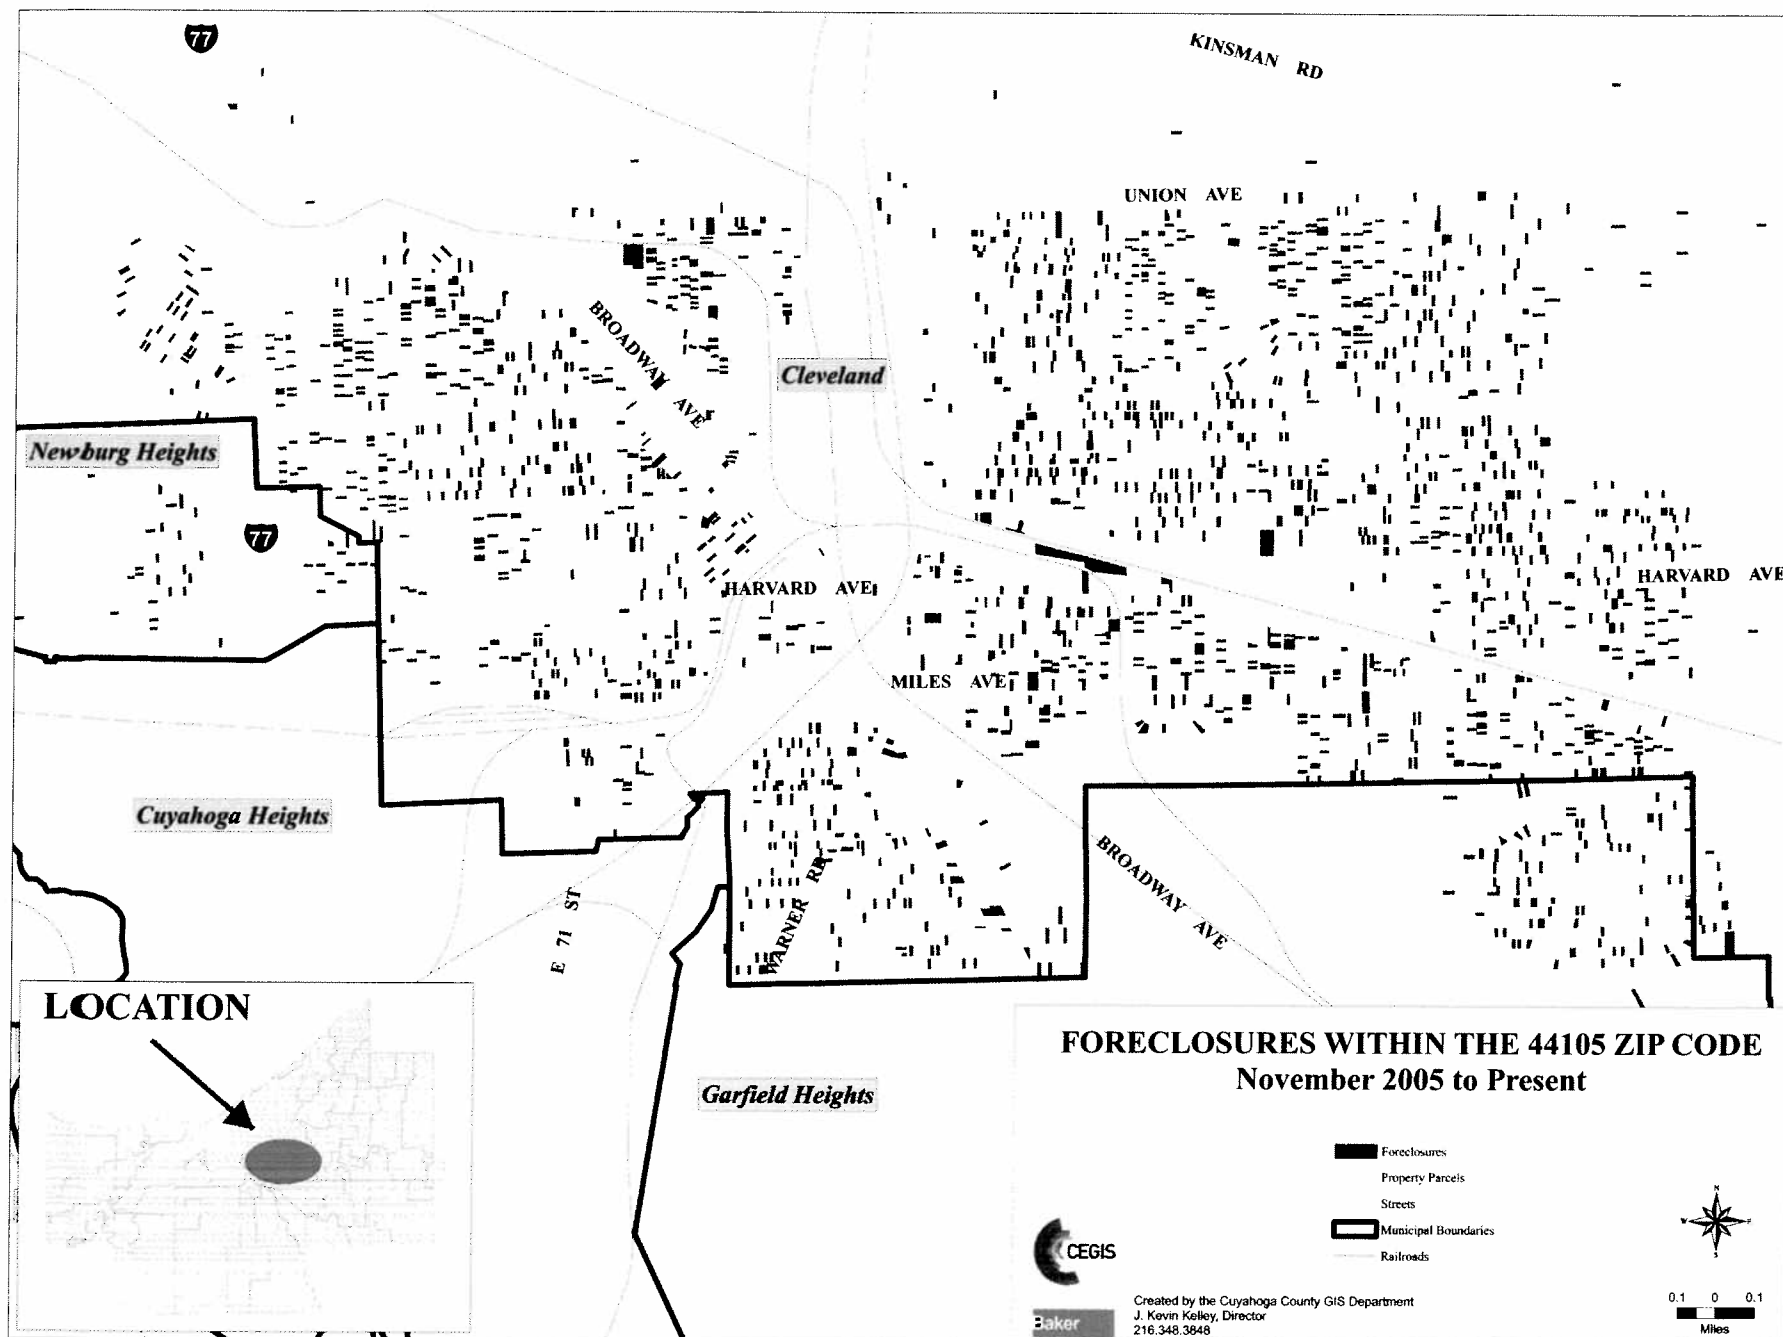 77
KINSMAN RD
UNION AVE
BROADWAY AVE
Cleveland
Newburg Heights
77
HARVARD AVE
HARVARD AVE
MILES AVE
Cuyahoga Heights
BROADWAY AVE
WARNER RD
E 71 ST
LOCATION
Garfield Heights
FORECLOSURES WITHIN THE 44105 ZIP CODE
November 2005 to Present
Foreclosures
Property Parcels
Streets
Municipal Boundaries
Railroads
N
W
E
S
CEGIS
Baker
Created by the Cuyahoga County GIS Department
J. Kevin Kelley, Director
216.348.3848
0.1 0 0.1
Miles